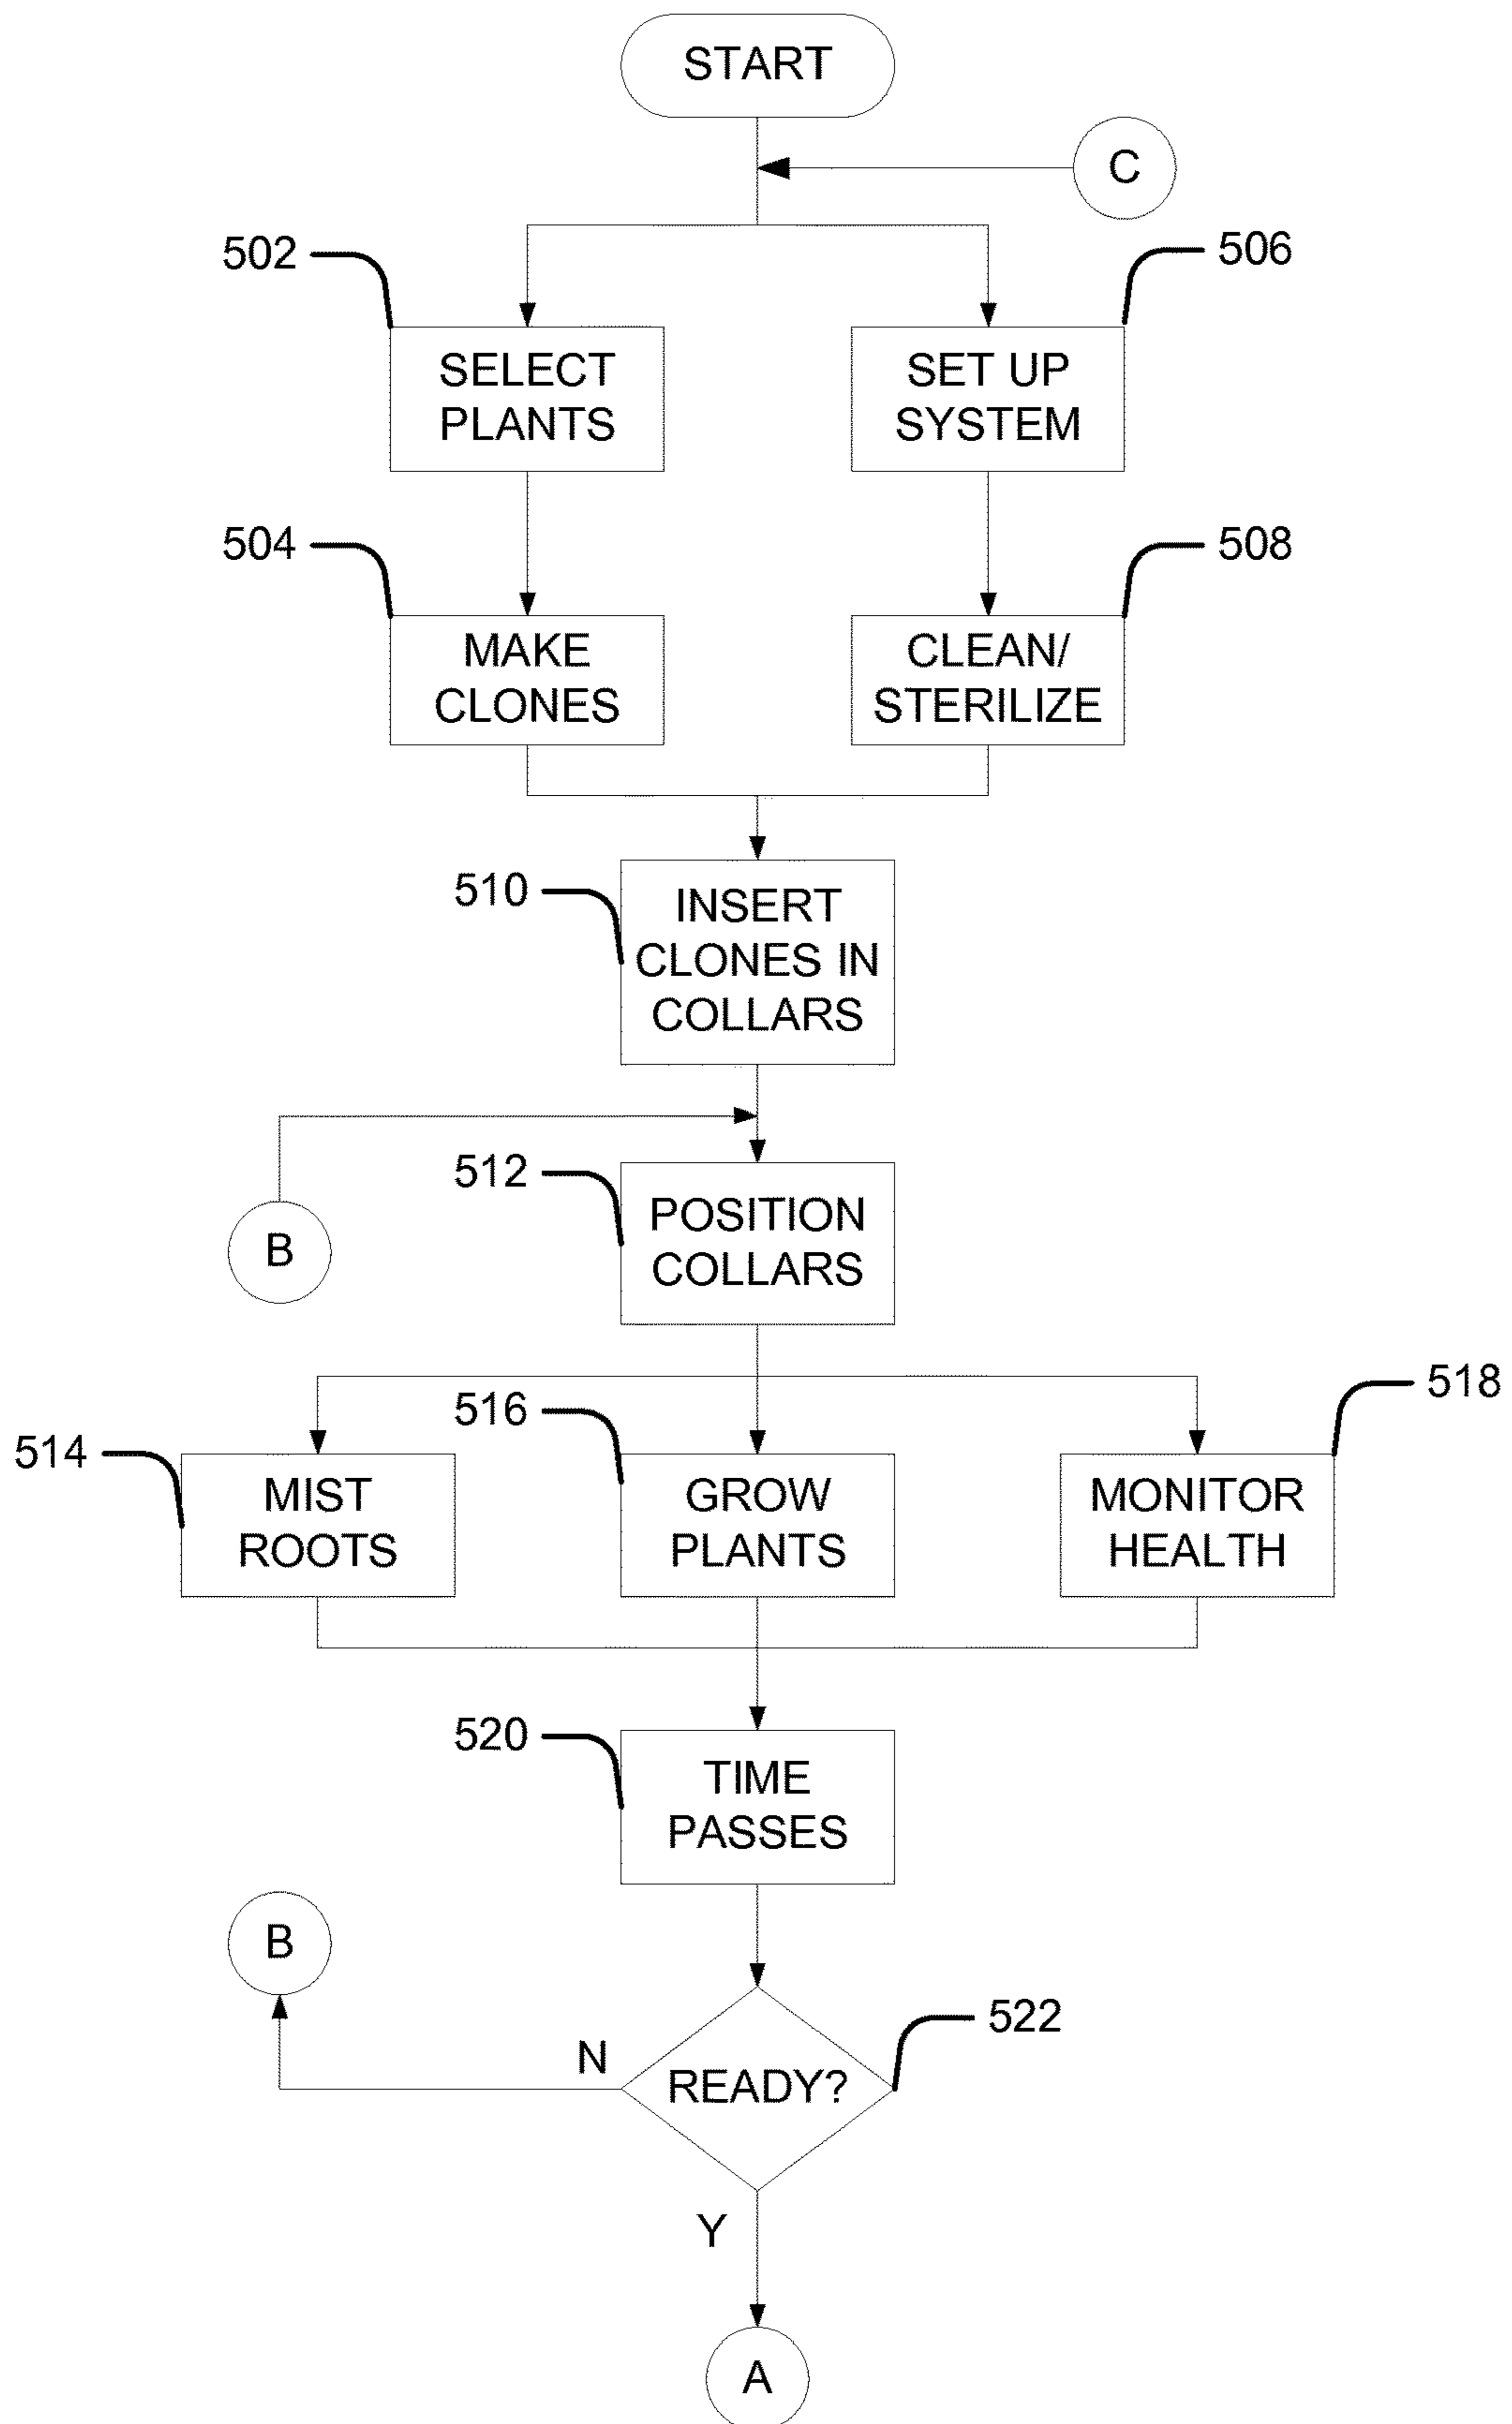 START
C
502
506
SELECT
PLANTS
SET UP
SYSTEM
504
508
MAKE
CLONES
CLEAN/
STERILIZE
510
INSERT
CLONES IN
COLLARS
512
B
POSITION
COLLARS
514
516
518
MIST
ROOTS
GROW
PLANTS
MONITOR
HEALTH
520
TIME
PASSES
B
522
N
READY?
Y
A